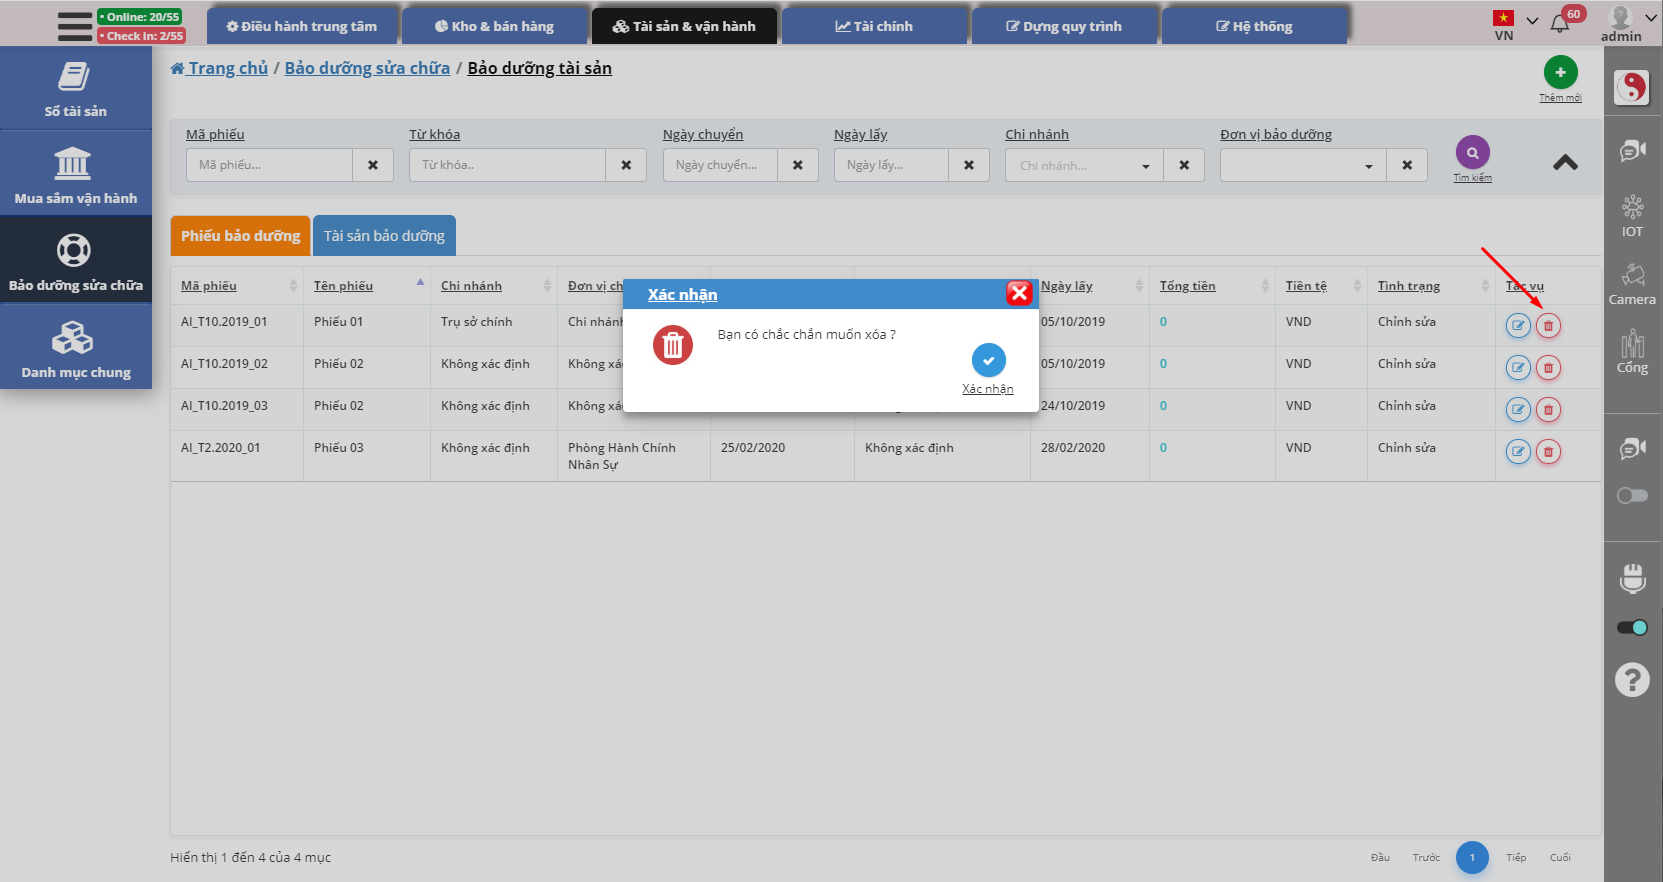 Online: 20/55
Check in: 2/55
Điều hành trung tâm
Kho & bán hàng
Tài sản & vận hành
Tài chính
Dựng quy trình
Hệ thống
VN
60
admin
Sổ tài sản
Mua sắm vận hành
Bảo dưỡng sửa chữa
Danh mục chung
Trang chủ / Bảo dưỡng sửa chữa / Bảo dưỡng tài sản
Thêm mới
Mã phiếu
Từ khóa
Ngày chuyển
Ngày lấy
Chi nhánh
Đơn vị bảo dưỡng
Mã phiếu...
Từ khóa..
Ngày chuyển...
Ngày lấy...
Chi nhánh...
Tìm kiếm
Phiếu bảo dưỡng
Tài sản bảo dưỡng
Mã phiếu Tên phiếu Chi nhánh Đơn vị ch Ngày lấy Tổng tiền Tiền tệ Tình trạng Tác vụ
AI_T10.2019_01 Phiếu 01 Trụ sở chính Chi nhánh 05/10/2019 0 VND Chỉnh sửa
AI_T10.2019_02 Phiếu 02 Không xác định Không xá 05/10/2019 0 VND Chỉnh sửa
AI_T10.2019_03 Phiếu 02 Không xác định Không xá 24/10/2019 0 VND Chỉnh sửa
AI_T2.2020_01 Phiếu 03 Không xác định Phòng Hành Chính Nhân Sự 25/02/2020 Không xác định 28/02/2020 0 VND Chỉnh sửa
Xác nhận
Bạn có chắc chắn muốn xóa ?
Xác nhận
Hiển thị 1 đến 4 của 4 mục
Đầu Trước 1 Tiếp Cuối
IOT
Camera
Cổng